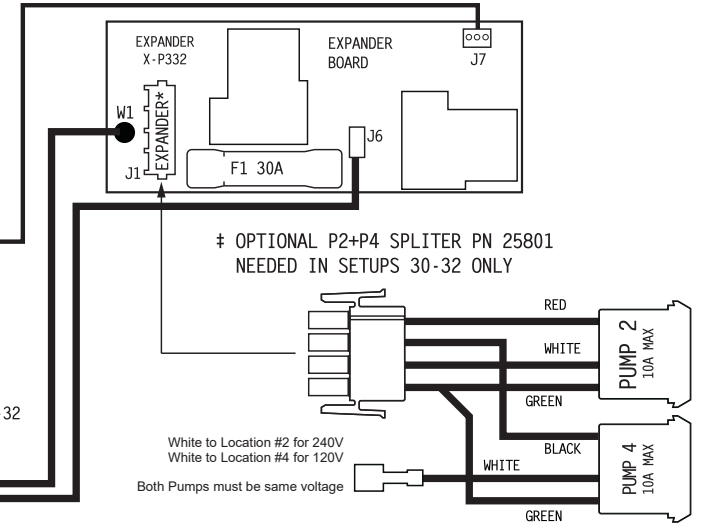 EXPANDER
X-P332
EXPANDER
BOARD
J7
W1
EXPANDER*
J1
J6
F1 30A
‡ OPTIONAL P2+P4 SPLITER PN 25801
NEEDED IN SETUPS 30-32 ONLY
RED
WHITE
GREEN
PUMP 2
10A MAX
-32
White to Location #2 for 240V
White to Location #4 for 120V
Both Pumps must be same voltage
BLACK
WHITE
GREEN
PUMP 4
10A MAX